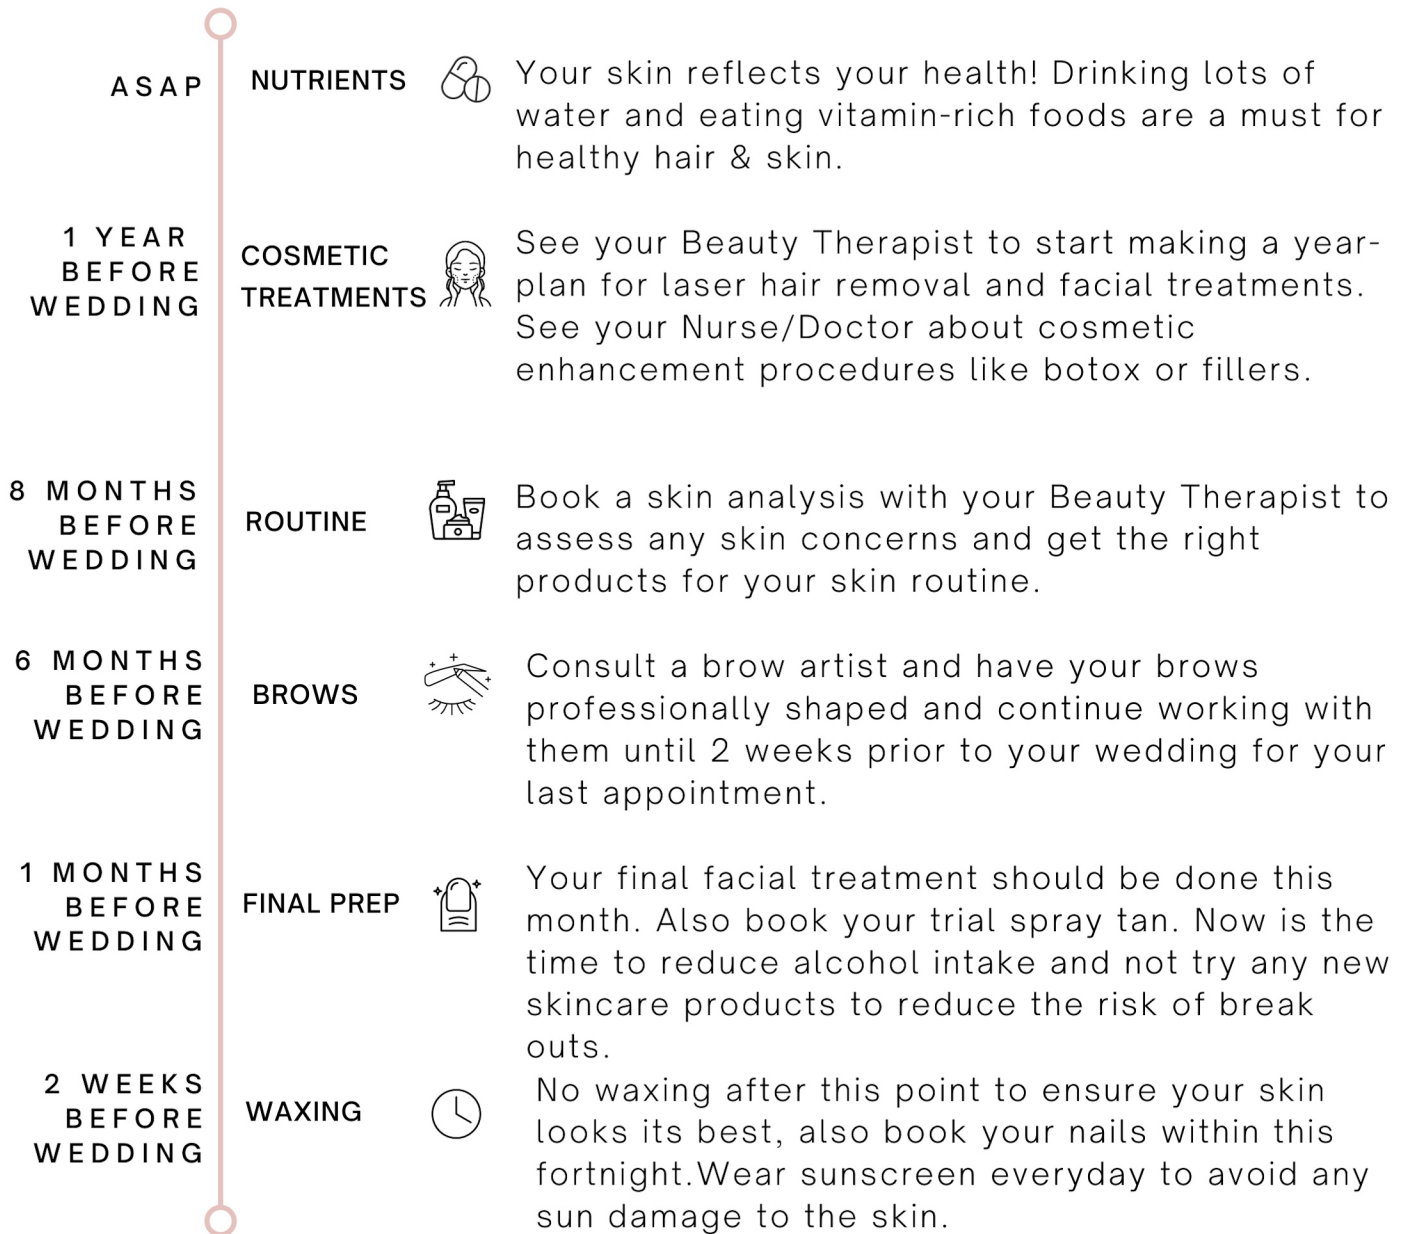 ASAP
NUTRIENTS
Your skin reflects your health! Drinking lots of
water and eating vitamin-rich foods are a must for
healthy hair & skin.
1 YEAR
BEFORE
WEDDING
COSMETIC
TREATMENTS
See your Beauty Therapist to start making a year-
plan for laser hair removal and facial treatments.
See your Nurse/Doctor about cosmetic
enhancement procedures like botox or fillers.
8 MONTHS
BEFORE
WEDDING
ROUTINE
Book a skin analysis with your Beauty Therapist to
assess any skin concerns and get the right
products for your skin routine.
6 MONTHS
BEFORE
WEDDING
BROWS
Consult a brow artist and have your brows
professionally shaped and continue working with
them until 2 weeks prior to your wedding for your
last appointment.
1 MONTHS
BEFORE
WEDDING
FINAL PREP
Your final facial treatment should be done this
month. Also book your trial spray tan. Now is the
time to reduce alcohol intake and not try any new
skincare products to reduce the risk of break
outs.
2 WEEKS
BEFORE
WEDDING
WAXING
No waxing after this point to ensure your skin
looks its best, also book your nails within this
fortnight.Wear sunscreen everyday to avoid any
sun damage to the skin.